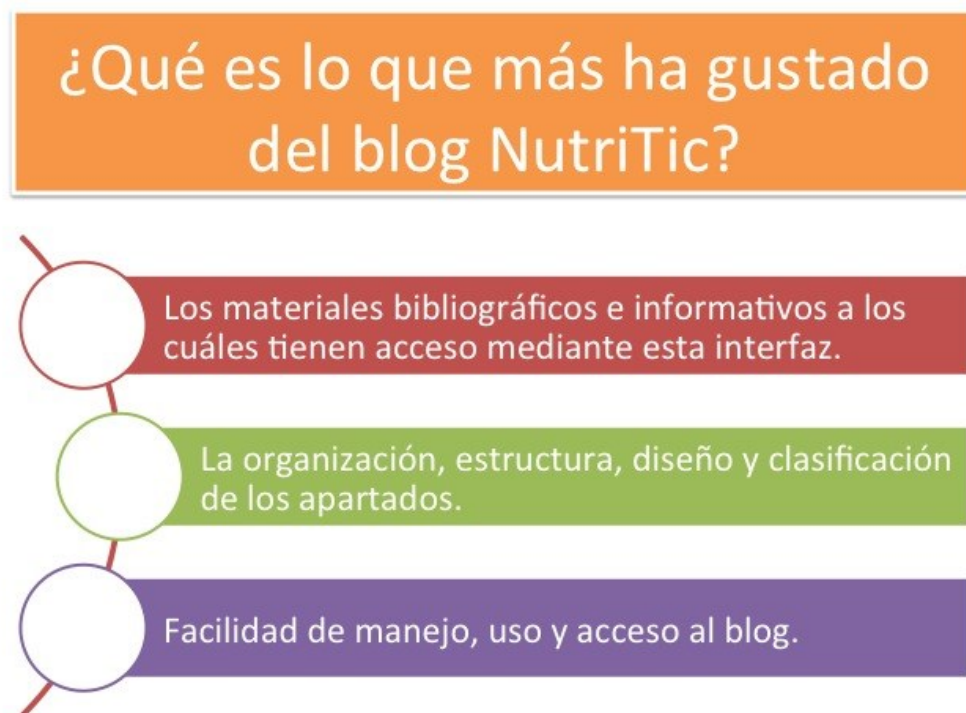 ¿Qué es lo que más ha gustado
del blog NutriTic?
Los materiales bibliográficos e informativos a los
cuáles tienen acceso mediante esta interfaz.
La organización, estructura, diseño y clasificación
de los apartados.
Facilidad de manejo, uso y acceso al blog.